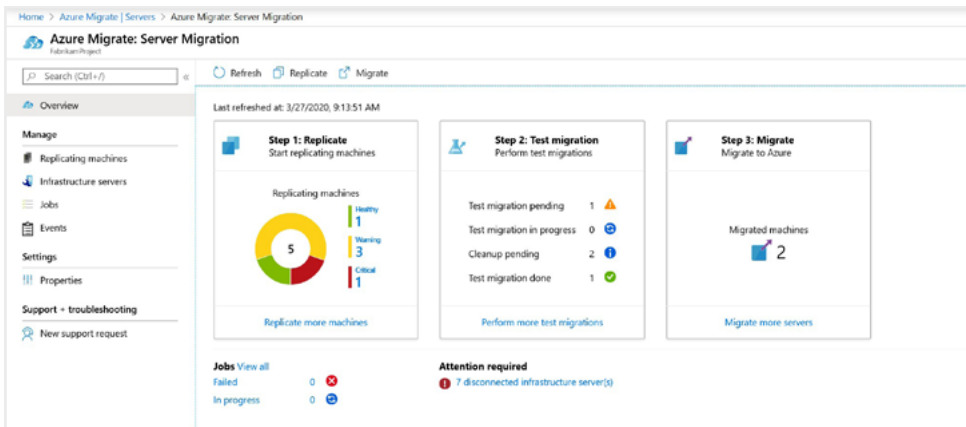 Home > Azure Migrate | Servers > Azure Migrate: Server Migration
Azure Migrate: Server Migration
FabrikamProject
Search (Ctrl+/)
«
Refresh Replicate Migrate
Overview
Manage
Replicating machines
Infrastructure servers
Jobs
Events
Settings
Properties
Support + troubleshooting
New support request
Last refreshed at: 3/27/2020, 9:13:51 AM
Step 1: Replicate
Start replicating machines
Replicating machines
5
Healthy
1
Warning
3
Critical
1
Replicate more machines
Step 2: Test migration
Perform test migrations
Test migration pending 1
Test migration in progress 0
Cleanup pending 2
Test migration done 1
Perform more test migrations
Step 3: Migrate
Migrate to Azure
Migrated machines
2
Migrate more servers
Jobs View all
Failed 0
In progress 0
Attention required
7 disconnected infrastructure server(s)